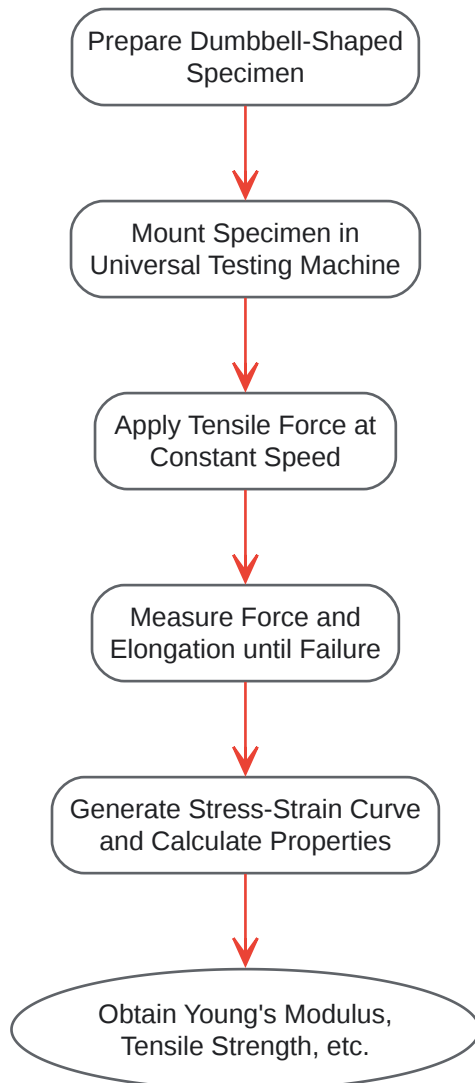 Prepare Dumbbell-Shaped
Specimen
Mount Specimen in
Universal Testing Machine
Apply Tensile Force at
Constant Speed
Measure Force and
Elongation until Failure
Generate Stress-Strain Curve
and Calculate Properties
Obtain Young's Modulus,
Tensile Strength, etc.